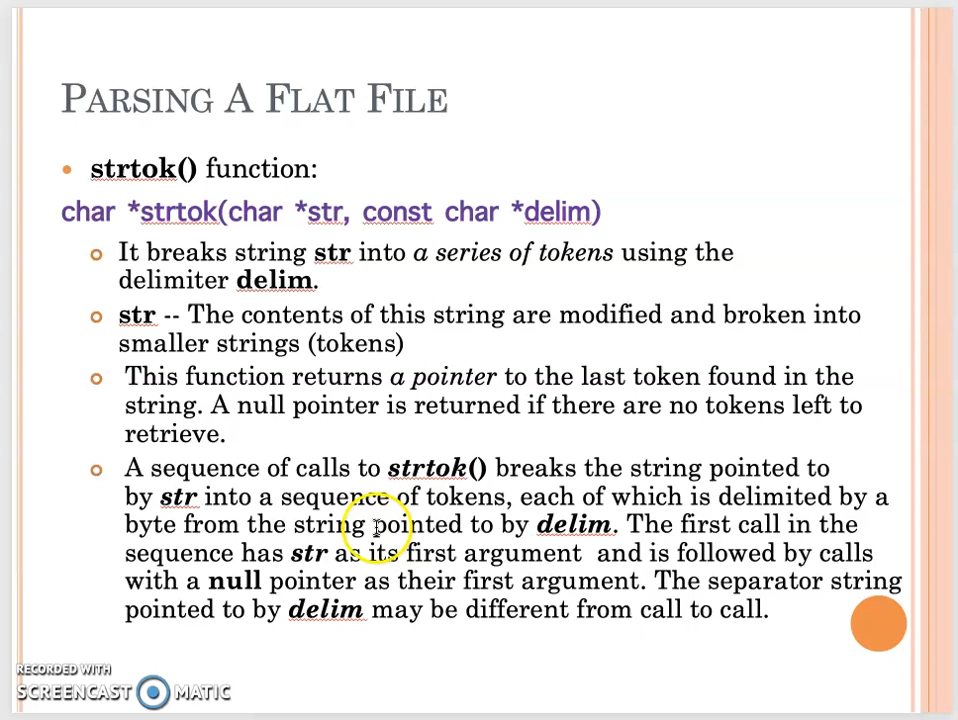 PARSING A FLAT FILE
strtok() function:
char *strtok(char *str, const char *delim)
It breaks string str into a series of tokens using the
delimiter delim.
str -- The contents of this string are modified and broken into
smaller strings (tokens)
This function returns a pointer to the last token found in the
string. A null pointer is returned if there are no tokens left to
retrieve.
A sequence of calls to strtok() breaks the string pointed to
by str into a sequence of tokens, each of which is delimited by a
byte from the string pointed to by delim. The first call in the
sequence has str as its first argument and is followed by calls
with a null pointer as their first argument. The separator string
pointed to by delim may be different from call to call.
RECORDED WITH
SCREENCAST MATIC